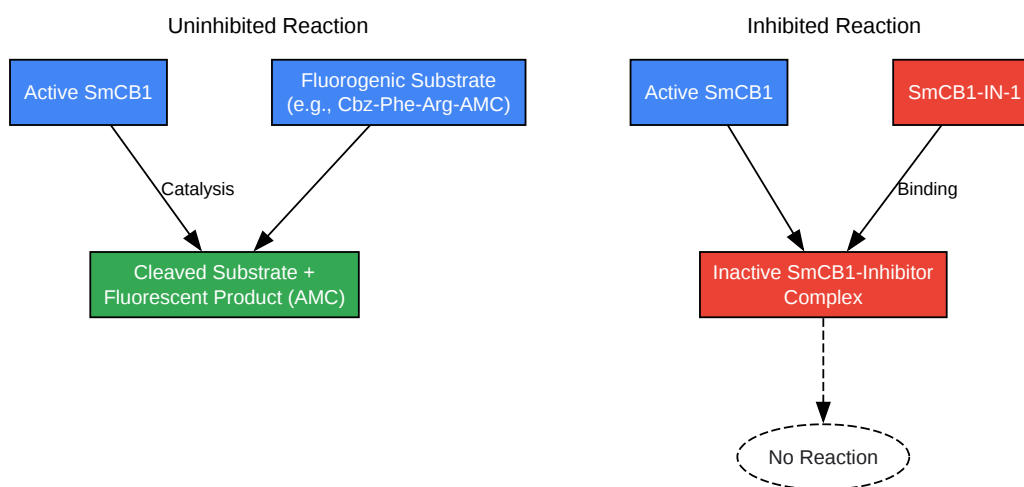 Uninhibited Reaction
Active SmCB1
Fluorogenic Substrate
(e.g., Cbz-Phe-Arg-AMC)
Catalysis
Cleaved Substrate +
Fluorescent Product (AMC)
Inhibited Reaction
Active SmCB1
SmCB1-IN-1
Binding
Inactive SmCB1-Inhibitor
Complex
No Reaction